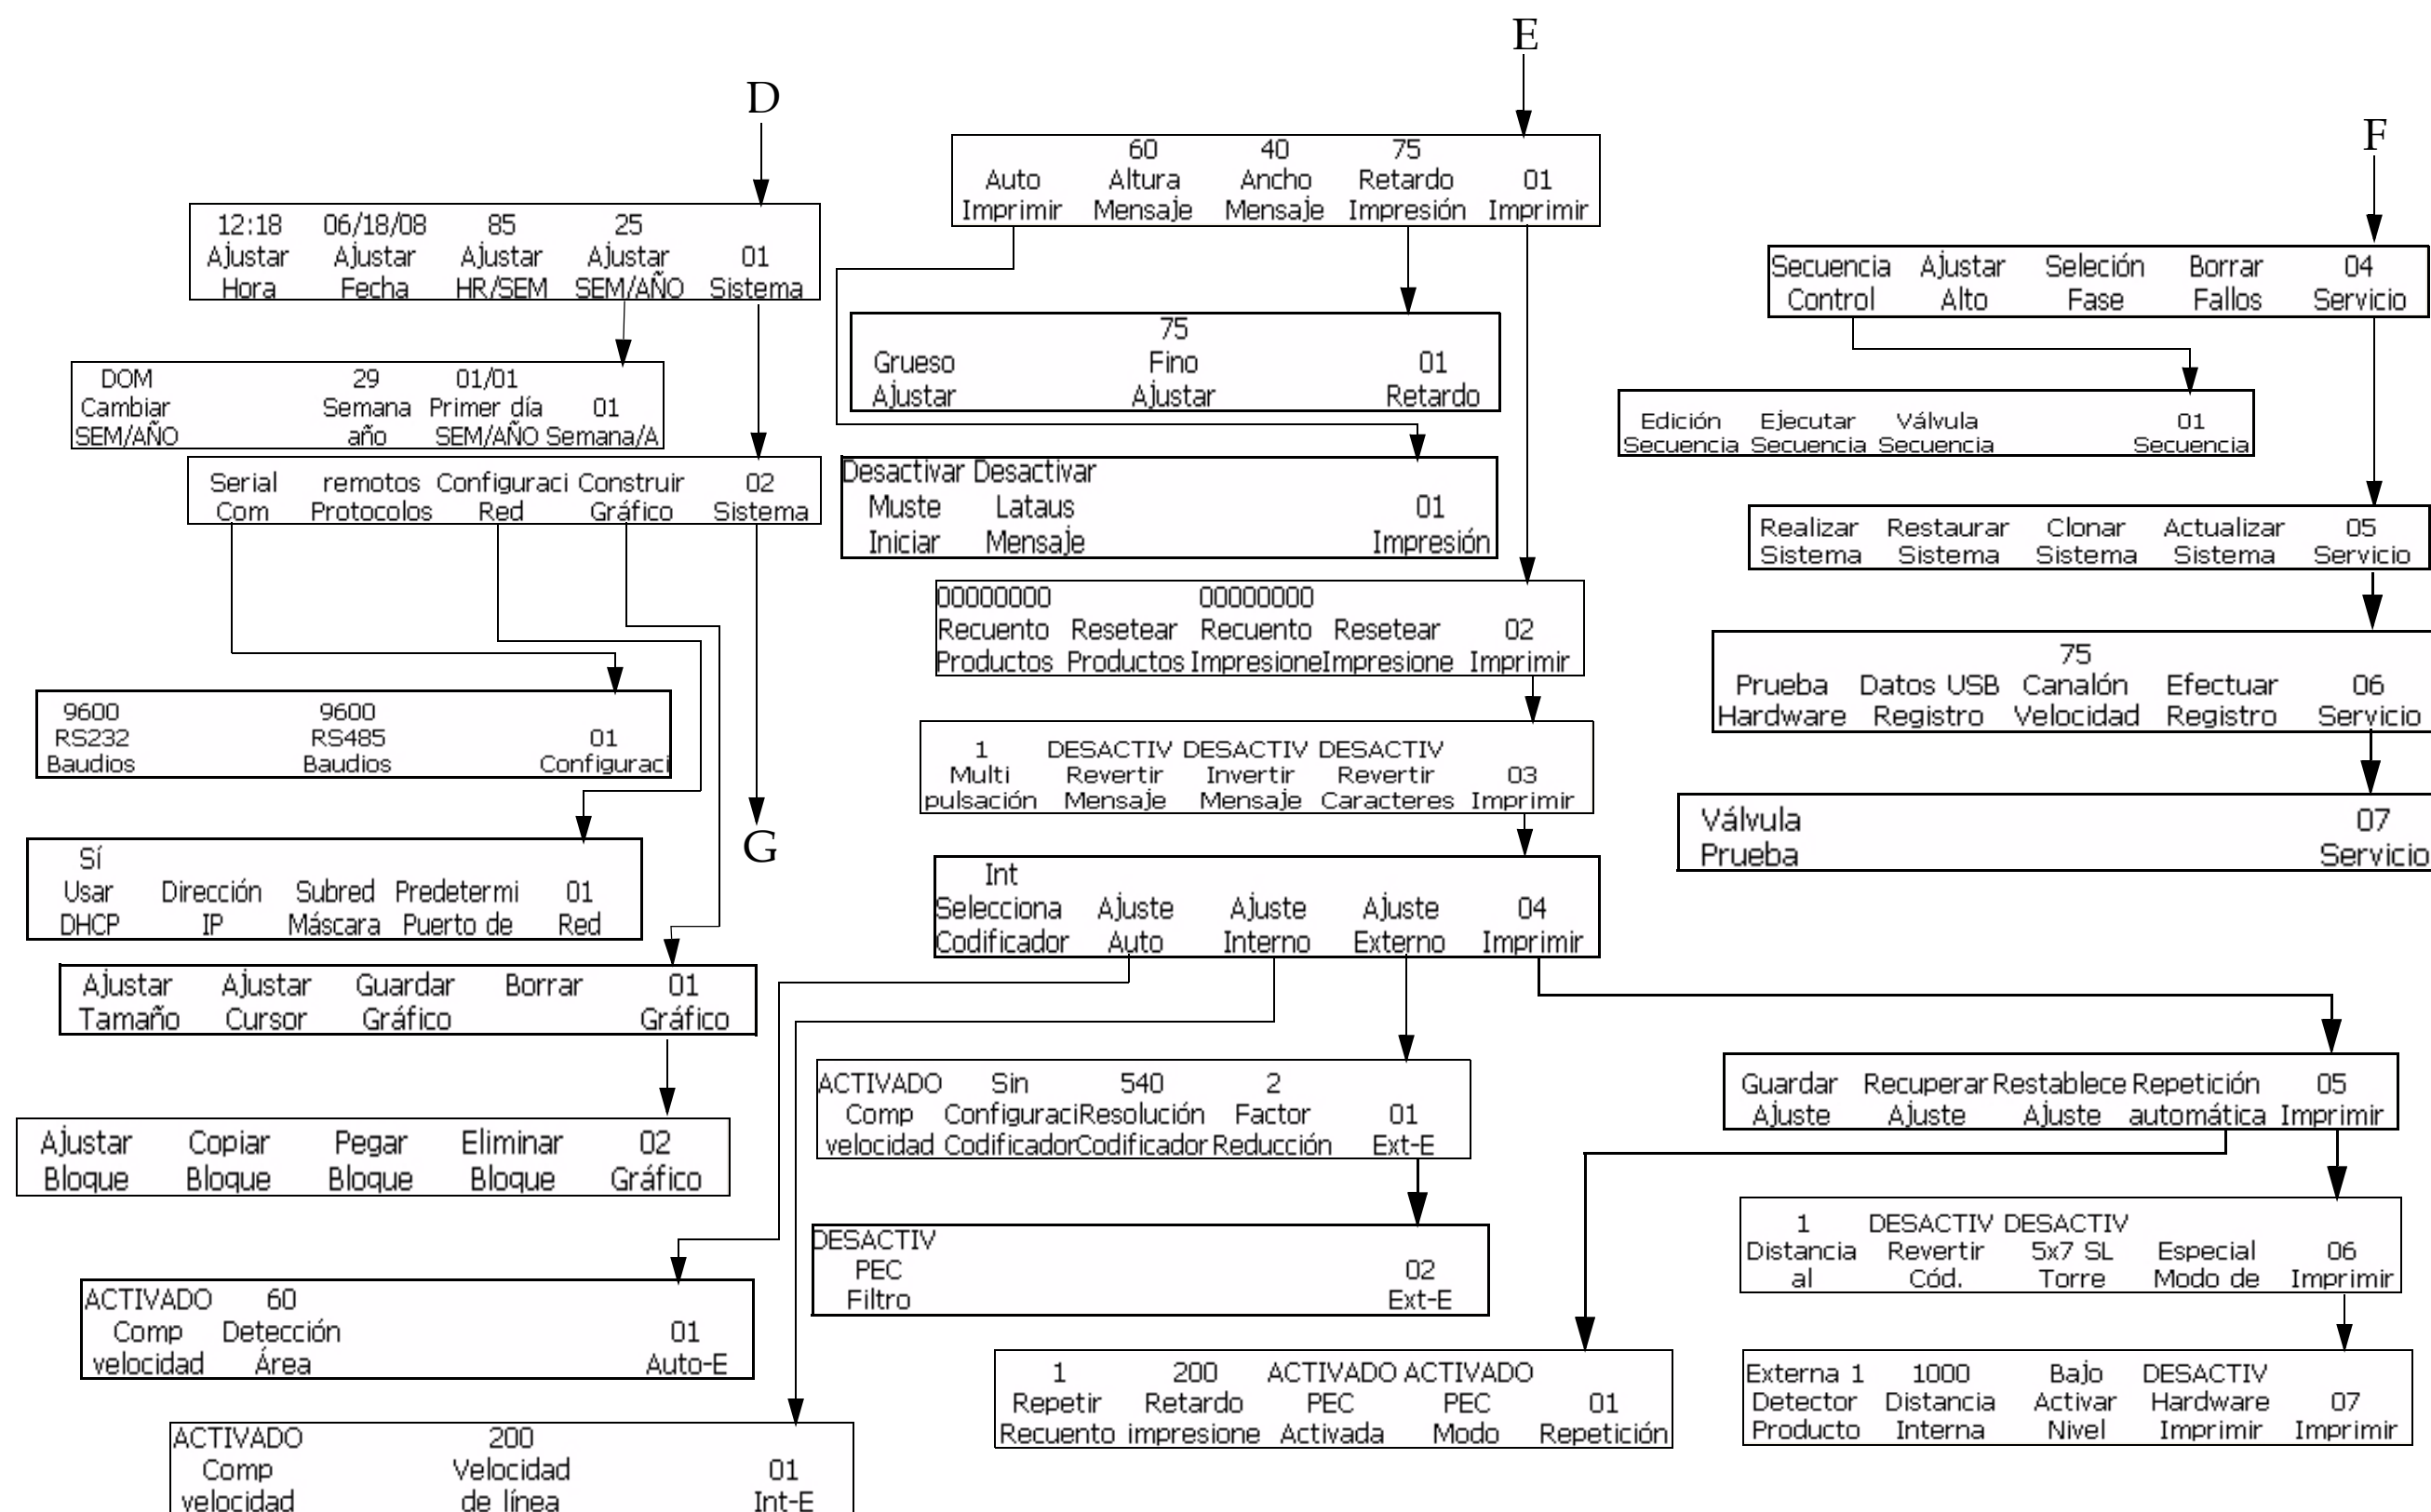 D
12:18 06/18/08 85 25
Ajustar Ajustar Ajustar Ajustar 01
Hora Fecha HR/SEM SEM/AÑO Sistema
DOM 29 01/01
Cambiar Semana Primer día 01
SEM/AÑO año SEM/AÑO Semana/A
Serial remotos Configuraci Construir 02
Com Protocolos Red Gráfico Sistema
9600 9600
RS232 RS485 01
Baudios Baudios Configuraci
G
Sí
Usar Dirección Subred Predetermi 01
DHCP IP Máscara Puerto de Red
Ajustar Ajustar Guardar Borrar 01
Tamaño Cursor Gráfico Gráfico
Ajustar Copiar Pegar Eliminar 02
Bloque Bloque Bloque Bloque Gráfico
ACTIVADO 60
Comp Detección 01
velocidad Área Auto-E
ACTIVADO 200
Comp Velocidad 01
velocidad de línea Int-E
E
60 40 75
Auto Altura Ancho Retardo 01
Imprimir Mensaje Mensaje Impresión Imprimir
75
Grueso Fino 01
Ajustar Ajustar Retardo
Desactivar Desactivar
Muste Lataus 01
Iniciar Mensaje Impresión
00000000 00000000
Recuento Resetear Recuento Resetear 02
Productos Productos Impresione Impresione Imprimir
1 DESACTIV DESACTIV DESACTIV
Multi Revertir Invertir Revertir 03
pulsación Mensaje Mensaje Caracteres Imprimir
Int
Selecciona Ajuste Ajuste Ajuste 04
Codificador Auto Interno Externo Imprimir
ACTIVADO Sin 540 2
Comp Configuraci Resolución Factor 01
velocidad Codificador Codificador Reducción Ext-E
DESACTIV
PEC 02
Filtro Ext-E
1 200 ACTIVADO ACTIVADO
Repetir Retardo PEC PEC 01
Recuento impresione Activada Modo Repetición
F
Secuencia Ajustar Seleción Borrar 04
Control Alto Fase Fallos Servicio
Edición Ejecutar Válvula 01
Secuencia Secuencia Secuencia Secuencia
Realizar Restaurar Clonar Actualizar 05
Sistema Sistema Sistema Sistema Servicio
75
Prueba Datos USB Canalón Efectuar 06
Hardware Registro Velocidad Registro Servicio
Válvula 07
Prueba Servicio
Guardar Recuperar Restablece Repetición 05
Ajuste Ajuste Ajuste automática Imprimir
1 DESACTIV DESACTIV
Distancia Revertir 5x7 SL Especial 06
al Cód. Torre Modo de Imprimir
Externa 1 1000 Bajo DESACTIV
Detector Distancia Activar Hardware 07
Producto Interna Nivel Imprimir Imprimir